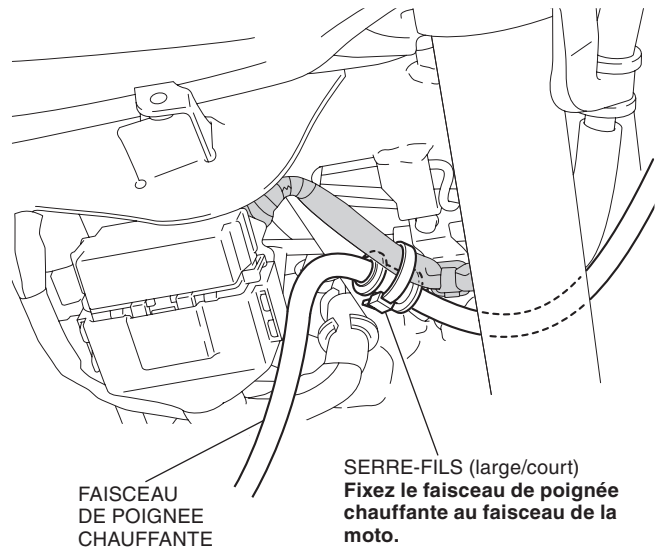 FAISCEAU
DE POIGNEE
CHAUFFANTE
SERRE-FILS (large/court)
Fixez le faisceau de poignée
chauffante au faisceau de la
moto.